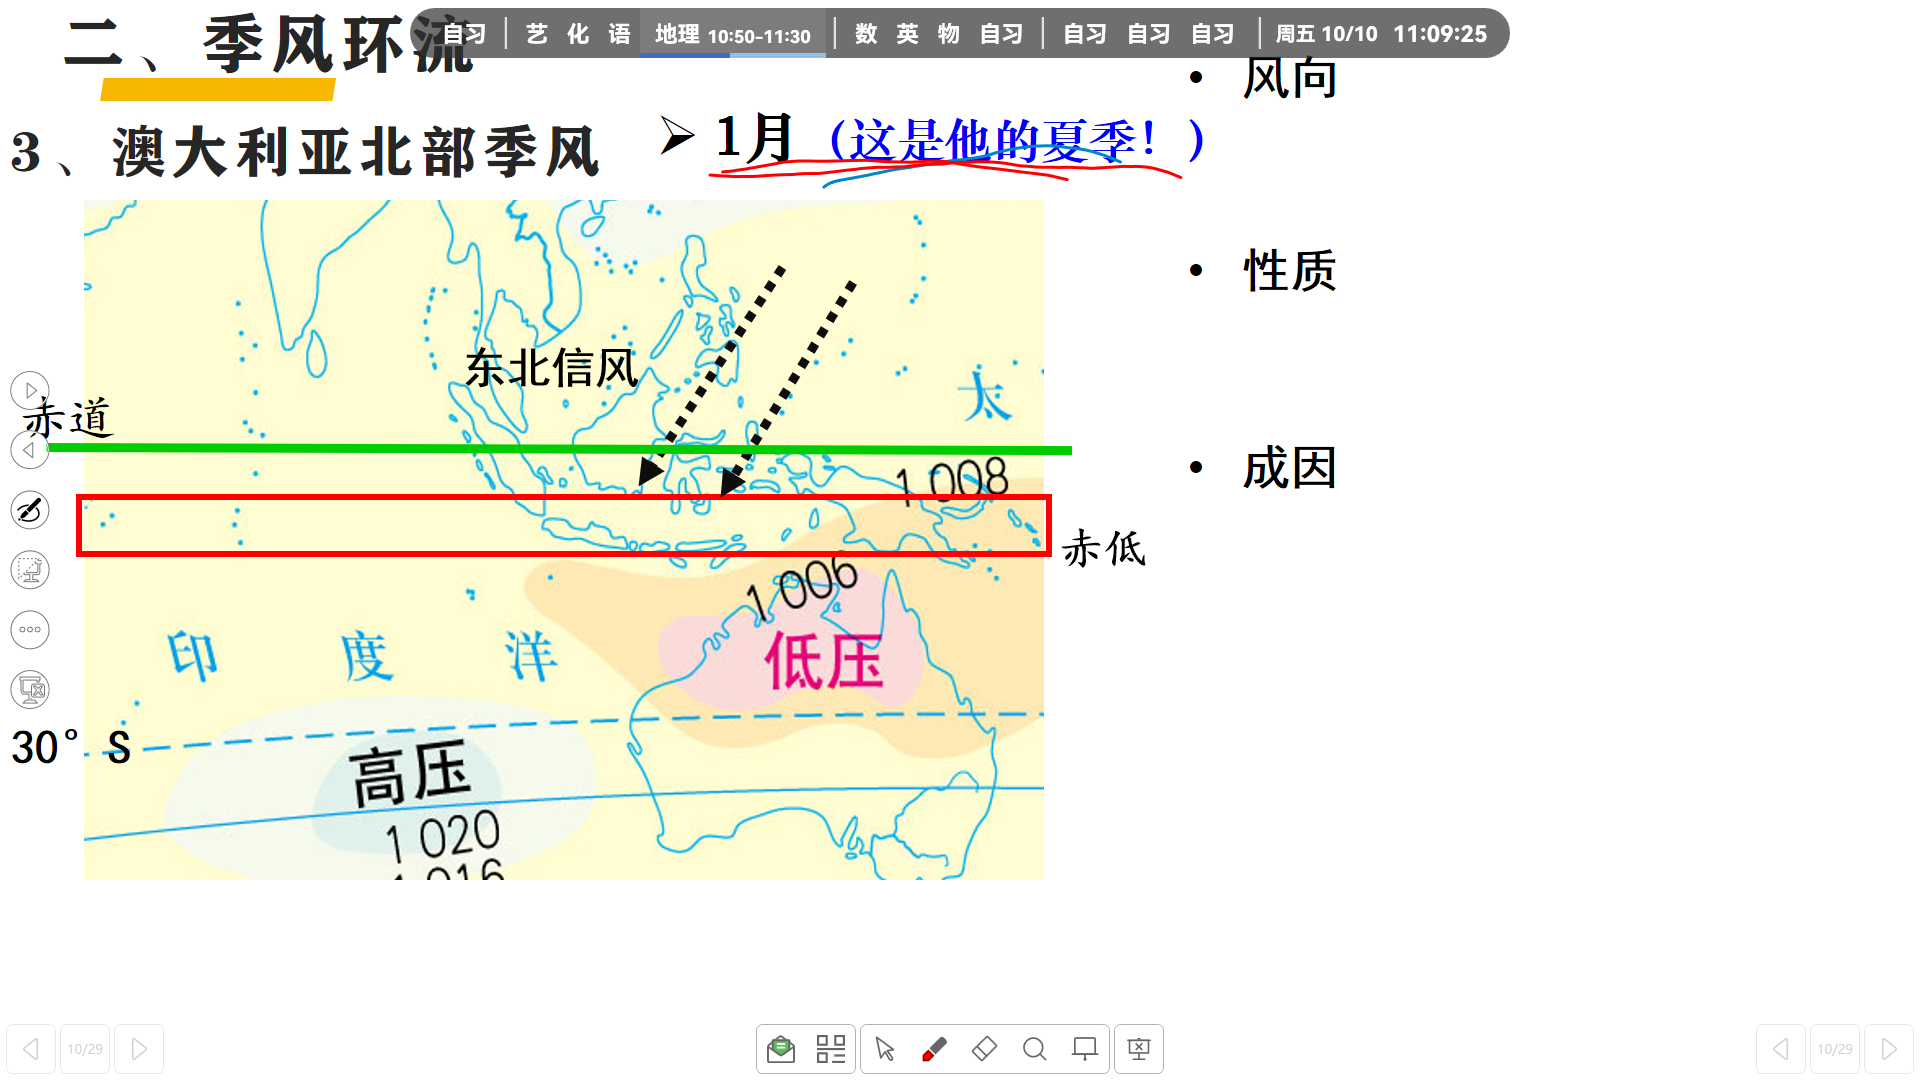 二、季风环流
自习 艺 化 语 地理 10:50-11:30 数 英 物 自习 自习 自习 自习 周五 10/10 11:09:25
3、澳大利亚北部季风
➢ 1月（这是他的夏季！）
• 风向
• 性质
• 成因
东北信风
太
赤道
1 008
赤低
1 006
低压
印 度 洋
30° S
高压
1 020
1 016
10/29
10/29